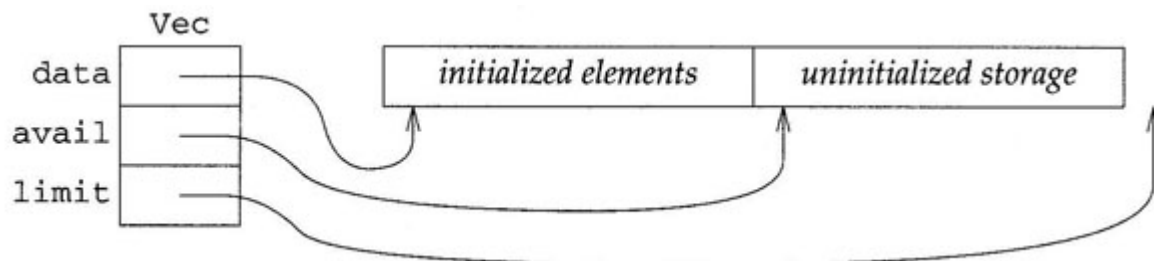 Vec
data
initialized elements
uninitialized storage
avail
limit